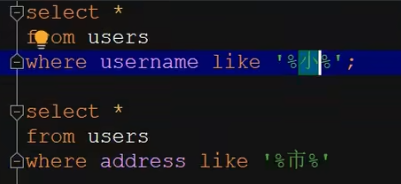 select *
from users
where username like '%小%';
select *
from users
where address like '%市%'